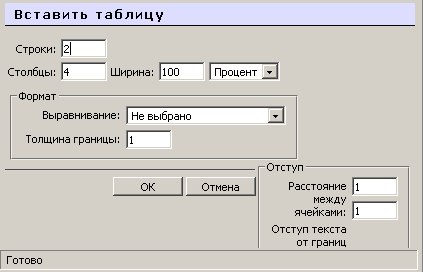 Вставить таблицу
Строки: 2
Столбцы: 4 Ширина: 100 Процент
Формат
Выравнивание: Не выбрано
Толщина границы: 1
Отступ
OK Отмена
Расстояние 1
между
ячейками: 1
Отступ текста
от границ
Готово